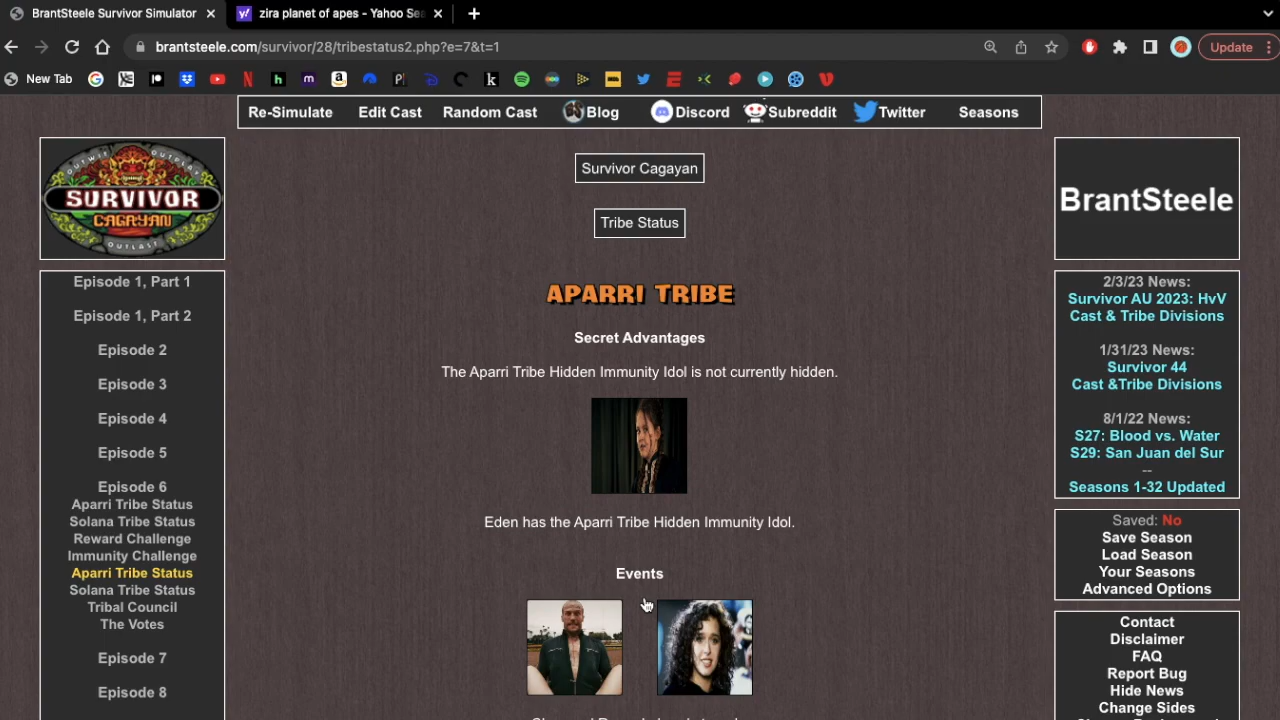 BrantSteele Survivor Simulator
zira planet of apes - Yahoo Sea
brantsteele.com/survivor/28/tribestatus2.php?e=7&t=1
Update
New Tab
Re-Simulate
Edit Cast
Random Cast
Blog
Discord
Subreddit
Twitter
Seasons
OUTWIT OUTPLAY
SURVIVOR
CAGAYAN
OUTLAST
Episode 1, Part 1
Episode 1, Part 2
Episode 2
Episode 3
Episode 4
Episode 5
Episode 6
Aparri Tribe Status
Solana Tribe Status
Reward Challenge
Immunity Challenge
Aparri Tribe Status
Solana Tribe Status
Tribal Council
The Votes
Episode 7
Episode 8
Survivor Cagayan
Tribe Status
APARRI TRIBE
Secret Advantages
The Aparri Tribe Hidden Immunity Idol is not currently hidden.
Eden has the Aparri Tribe Hidden Immunity Idol.
Events
BrantSteele
2/3/23 News:
Survivor AU 2023: HvV
Cast & Tribe Divisions
1/31/23 News:
Survivor 44
Cast &Tribe Divisions
8/1/22 News:
S27: Blood vs. Water
S29: San Juan del Sur
--
Seasons 1-32 Updated
Saved: No
Save Season
Load Season
Your Seasons
Advanced Options
Contact
Disclaimer
FAQ
Report Bug
Hide News
Change Sides